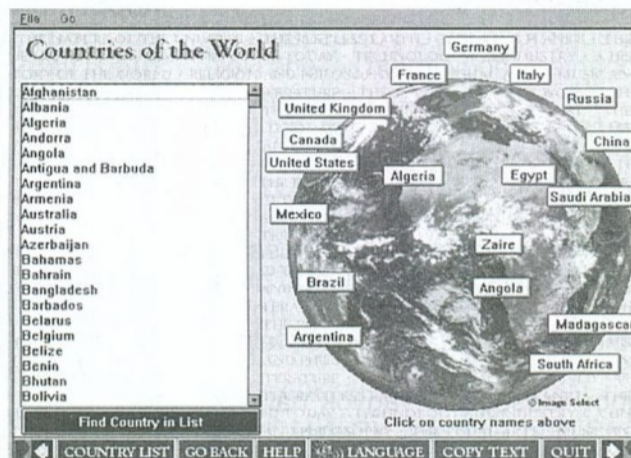 File Go
Countries of the World
Afghanistan
Albania
Algeria
Andorra
Angola
Antigua and Barbuda
Argentina
Armenia
Australia
Austria
Azerbaijan
Bahamas
Bahrain
Bangladesh
Barbados
Belarus
Belgium
Belize
Benin
Bhutan
Bolivia
Find Country in List
Germany
France
Italy
Russia
United Kingdom
China
Canada
United States
Algeria
Egypt
Saudi Arabia
Mexico
Zaire
Brazil
Angola
Madagascar
Argentina
South Africa
© Image Select
Click on country names above
COUNTRY LIST GO BACK HELP LANGUAGE COPY TEXT QUIT